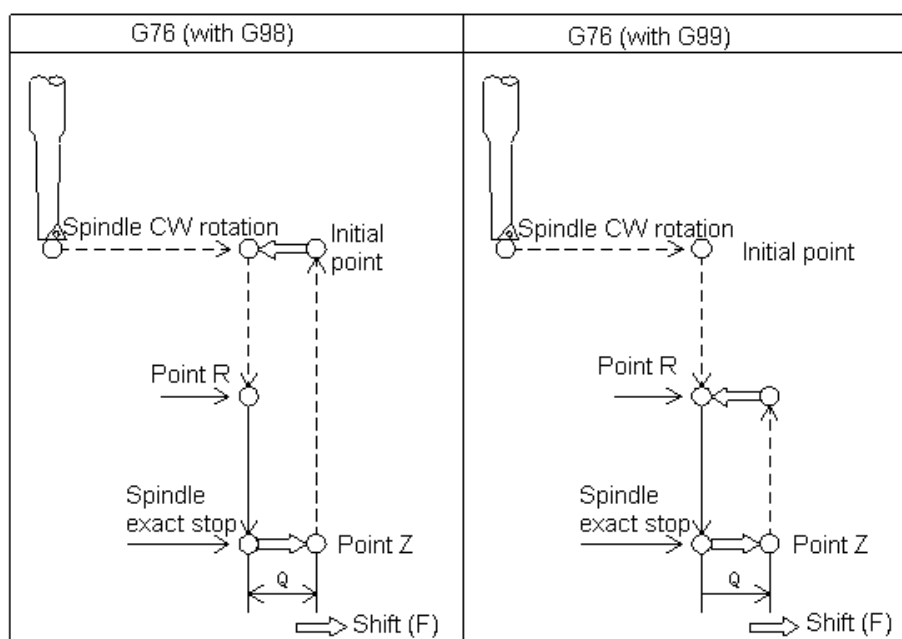 G76 (with G98)
Spindle CW rotation
Initial
point
Point R
Spindle
exact stop
Point Z
Q
Shift (F)
G76 (with G99)
Spindle CW rotation
Initial point
Point R
Spindle
exact stop
Point Z
Q
Shift (F)